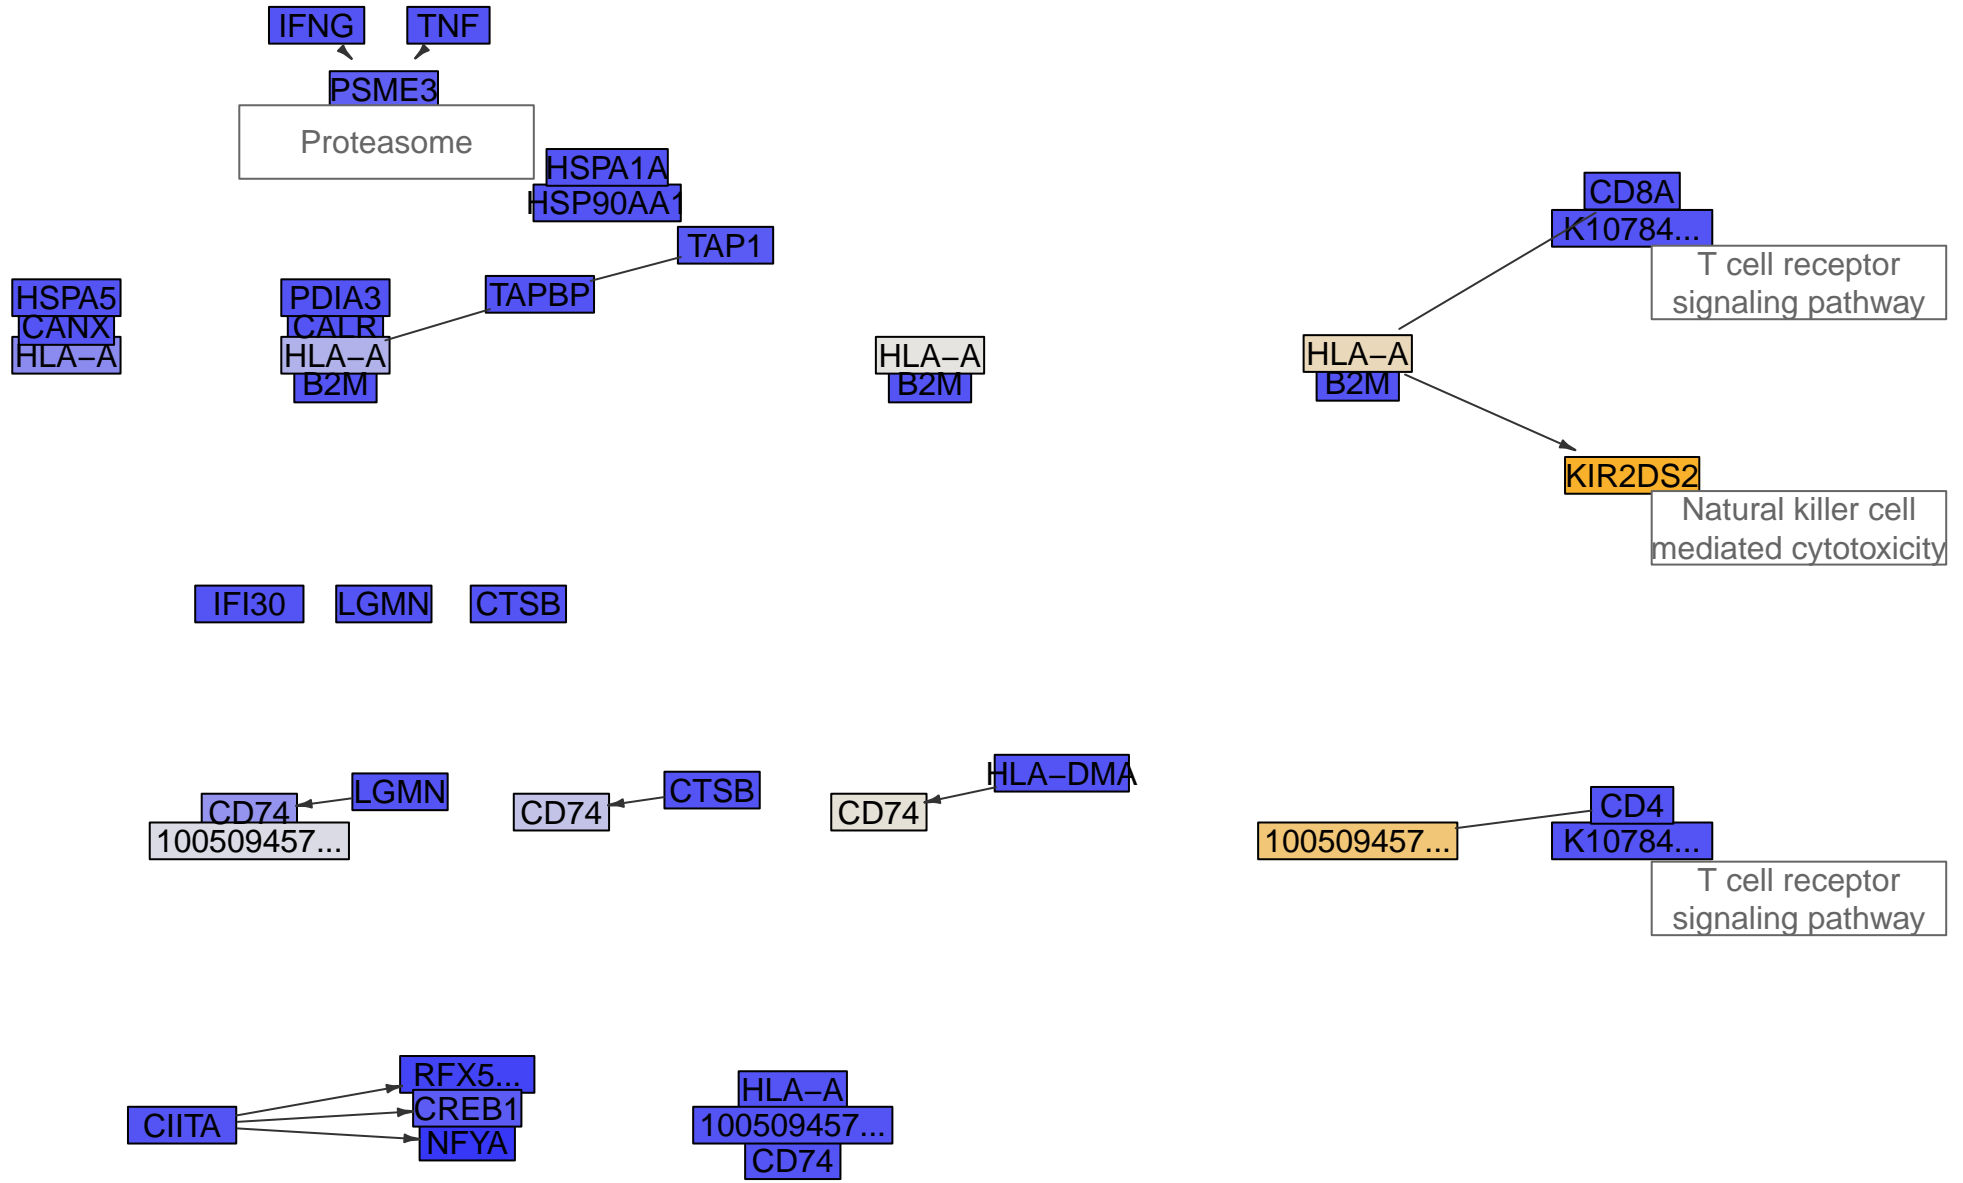 IFNG
TNF
PSME3
Proteasome
HSPA1A
HSP90AA1
CD8A
K10784...
TAP1
T cell receptor
signaling pathway
HSPA5
PDIA3
TAPBP
CANX
CALR
HLA−A
HLA−A
HLA−A
HLA−A
B2M
B2M
B2M
KIR2DS2
Natural killer cell
mediated cytotoxicity
IFI30
LGMN
CTSB
LGMN
CTSB
HLA−DMA
CD74
CD74
CD74
CD4
100509457...
100509457...
K10784...
T cell receptor
signaling pathway
RFX5...
HLA−A
CREB1
CIITA
100509457...
NFYA
CD74